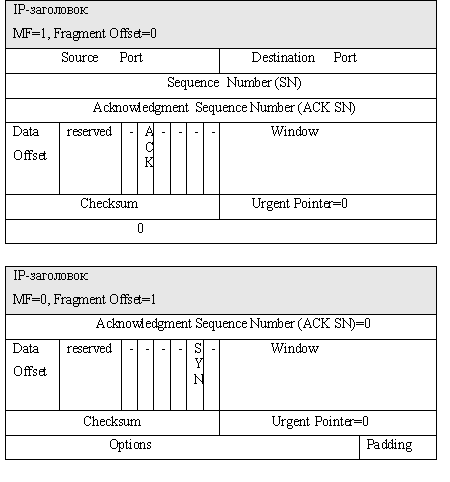 IP-заголовок
MF=1, Fragment Offset=0
Source Port Destination Port
Sequence Number (SN)
Acknowledgment Sequence Number (ACK SN)
Data Offset reserved - ACK - - - - Window
Checksum Urgent Pointer=0
0
IP-заголовок
MF=0, Fragment Offset=1
Acknowledgment Sequence Number (ACK SN)=0
Data Offset reserved - - - - SYN - Window
Checksum Urgent Pointer=0
Options Padding